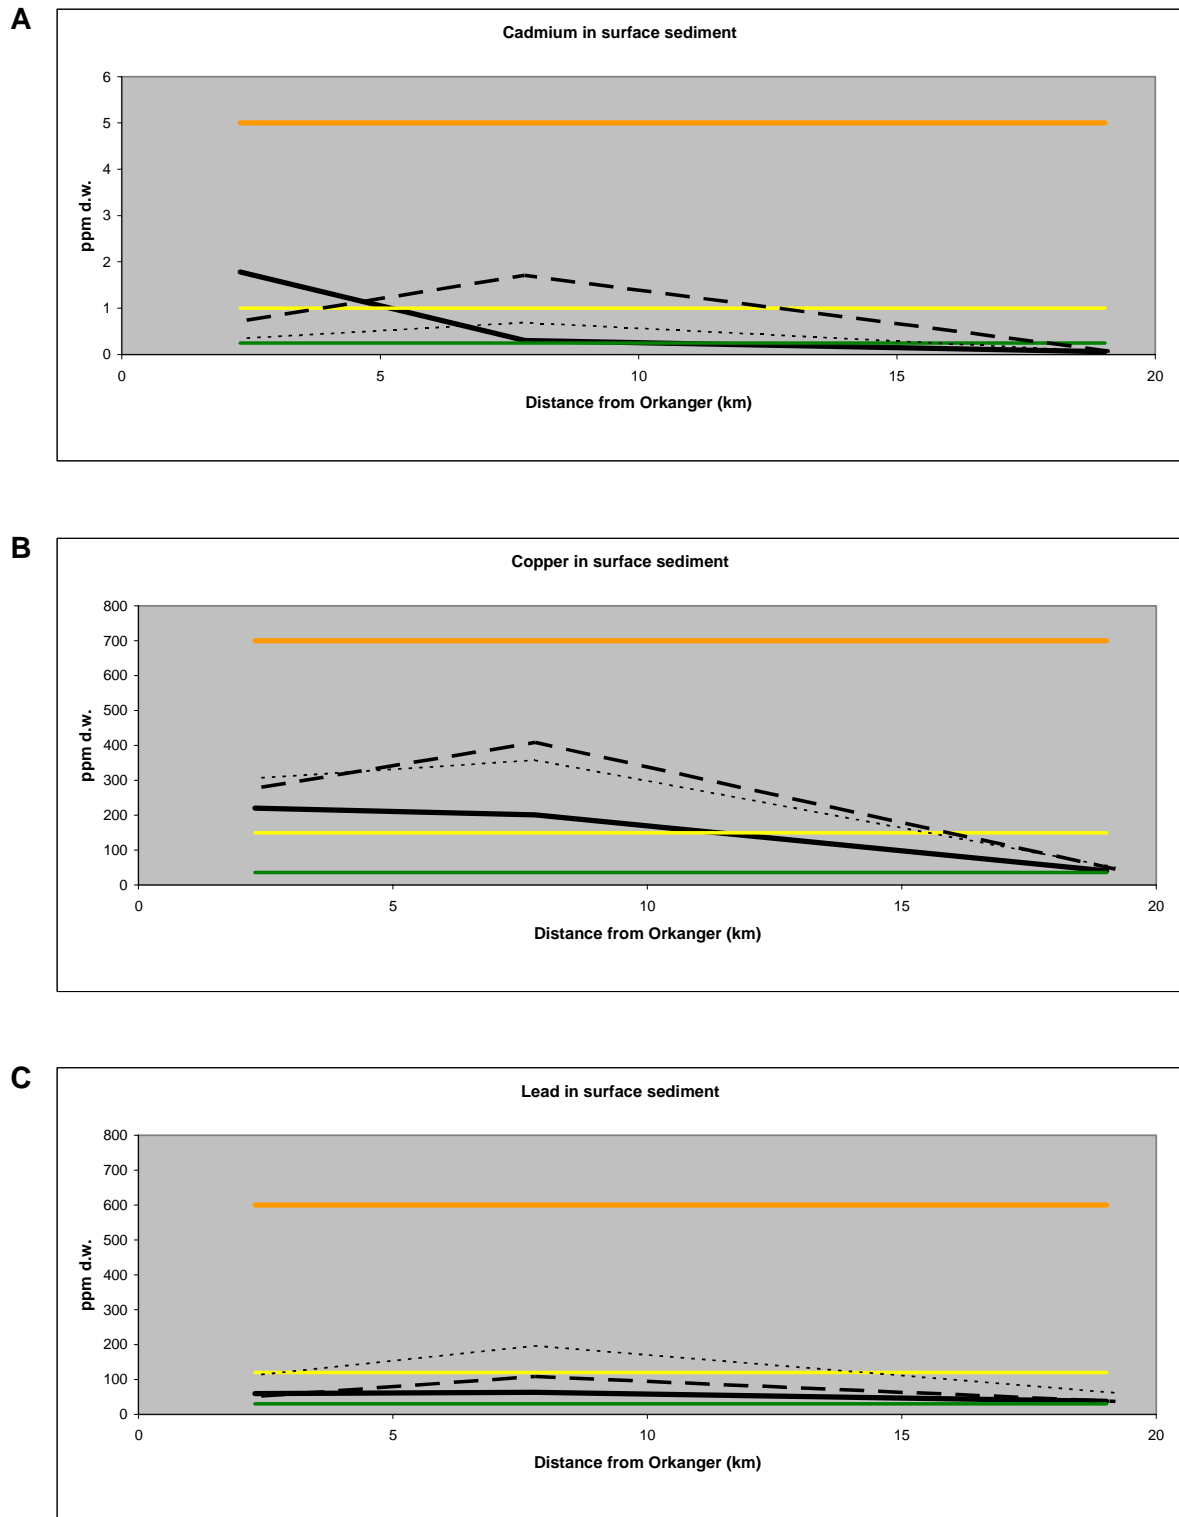 A
Cadmium in surface sediment
6
5
4
3
2
1
0
ppm d.w.
0 5 10 15 20
Distance from Orkanger (km)
B
Copper in surface sediment
800
700
600
500
400
300
200
100
0
ppm d.w.
0 5 10 15 20
Distance from Orkanger (km)
C
Lead in surface sediment
800
700
600
500
400
300
200
100
0
ppm d.w.
0 5 10 15 20
Distance from Orkanger (km)